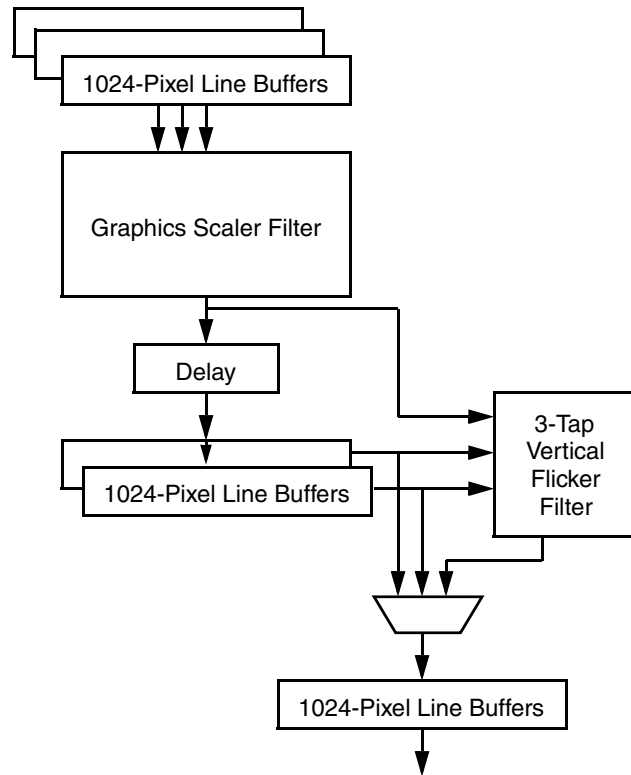 1024-Pixel Line Buffers
Graphics Scaler Filter
Delay
3-Tap
Vertical
Flicker
Filter
1024-Pixel Line Buffers
1024-Pixel Line Buffers